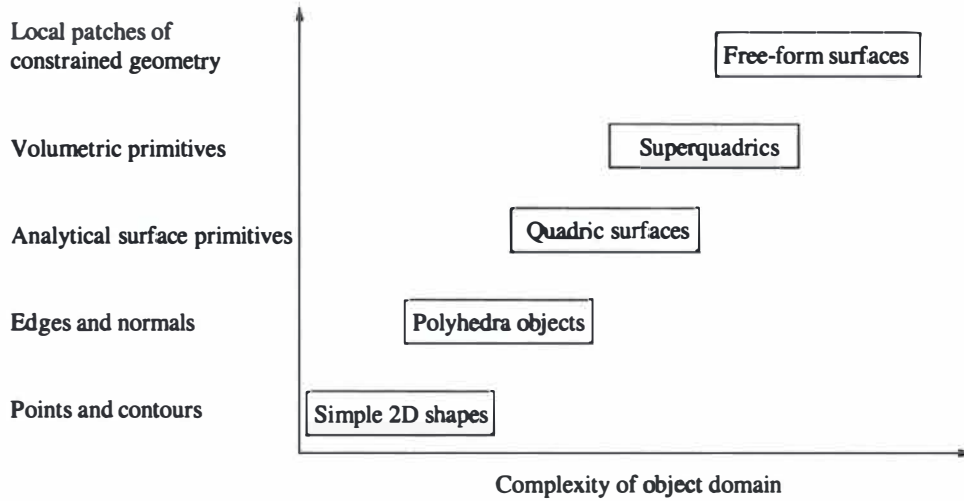 Local patches of
constrained geometry
Free-form surfaces
Volumetric primitives
Superquadrics
Analytical surface primitives
Quadric surfaces
Edges and normals
Polyhedra objects
Points and contours
Simple 2D shapes
Complexity of object domain